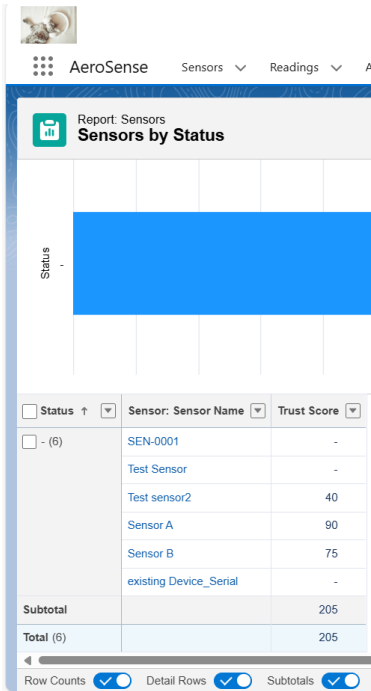 AeroSense Sensors Readings A
Report: Sensors
Sensors by Status
Status
-
Status ↑ Sensor: Sensor Name Trust Score
- (6) SEN-0001 -
Test Sensor -
Test sensor2 40
Sensor A 90
Sensor B 75
existing Device_Serial -
Subtotal 205
Total (6) 205
Row Counts Detail Rows Subtotals